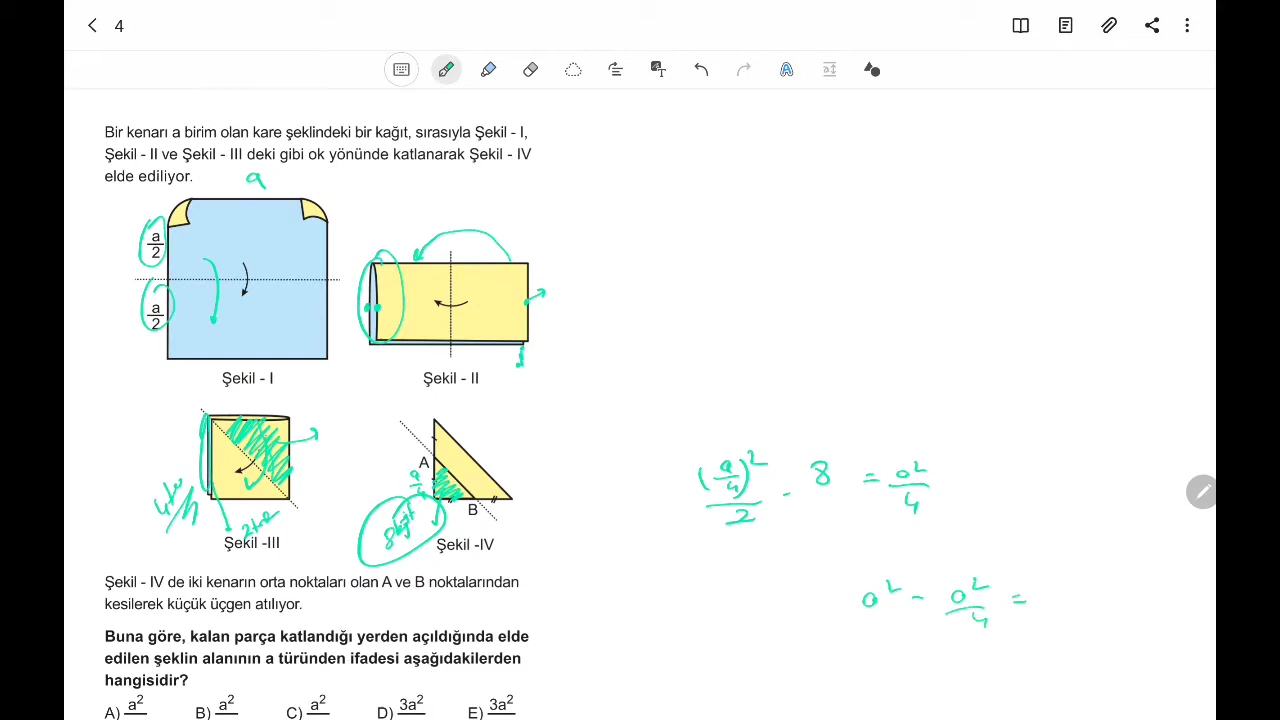 4
Bir kenarı a birim olan kare şeklindeki bir kağıt, sırasıyla Şekil - I,
Şekil - II ve Şekil - III deki gibi ok yönünde katlanarak Şekil - IV
elde ediliyor.
a
a/2
a/2
Şekil - I
Şekil - II
A
a
B
Şekil -III
Şekil -IV
(a/4)²/2 . 8 = a²/4
a² - a²/4 =
Şekil - IV de iki kenarın orta noktaları olan A ve B noktalarından
kesilerek küçük üçgen atılıyor.
Buna göre, kalan parça katlandığı yerden açıldığında elde
edilen şeklin alanının a türünden ifadesi aşağıdakilerden
hangisidir?
A) a² B) a² C) a² D) 3a² E) 3a²